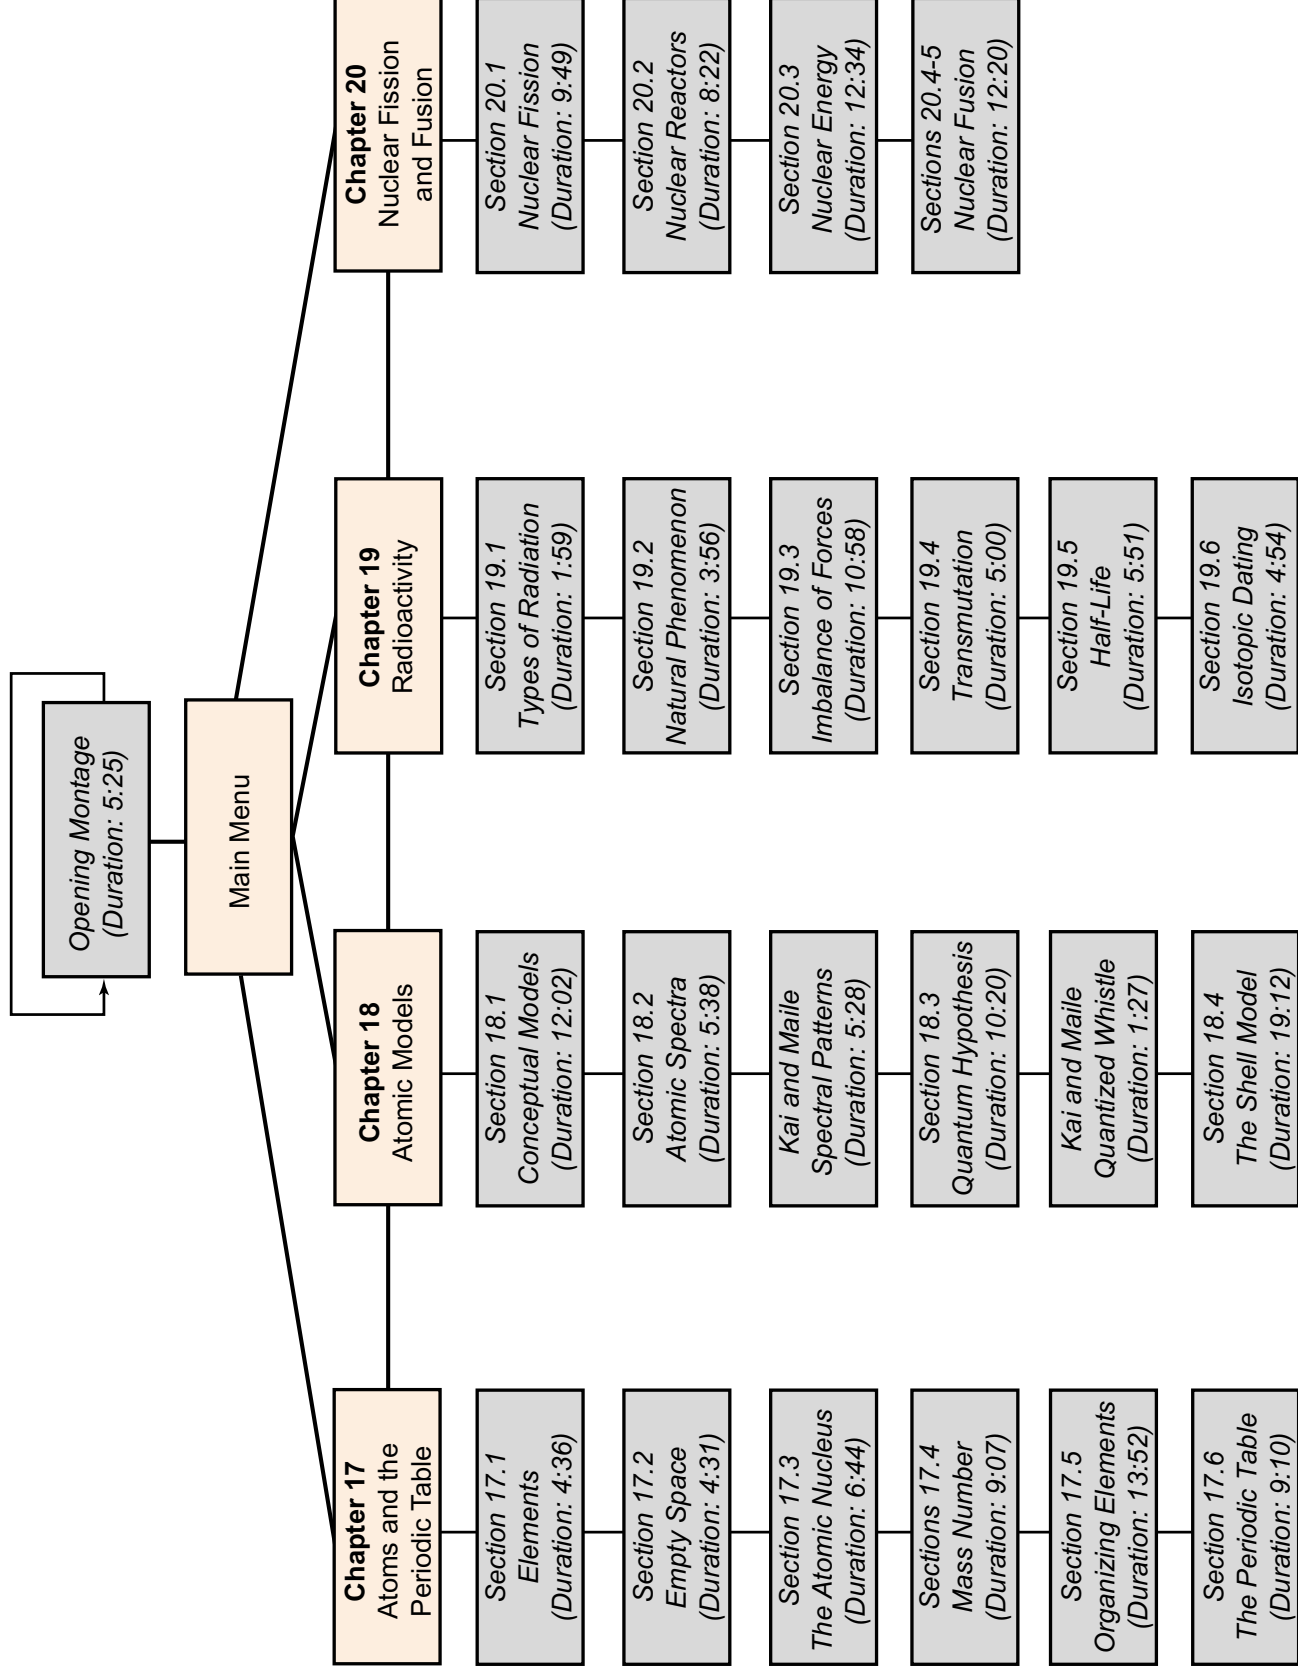 Opening Montage
(Duration: 5:25)
Main Menu
Chapter 17
Atoms and the
Periodic Table
Section 17.1
Elements
(Duration: 4:36)
Section 17.2
Empty Space
(Duration: 4:31)
Section 17.3
The Atomic Nucleus
(Duration: 6:44)
Sections 17.4
Mass Number
(Duration: 9:07)
Section 17.5
Organizing Elements
(Duration: 13:52)
Section 17.6
The Periodic Table
(Duration: 9:10)
Chapter 18
Atomic Models
Section 18.1
Conceptual Models
(Duration: 12:02)
Section 18.2
Atomic Spectra
(Duration: 5:38)
Kai and Maile
Spectral Patterns
(Duration: 5:28)
Section 18.3
Quantum Hypothesis
(Duration: 10:20)
Kai and Maile
Quantized Whistle
(Duration: 1:27)
Section 18.4
The Shell Model
(Duration: 19:12)
Chapter 19
Radioactivity
Section 19.1
Types of Radiation
(Duration: 1:59)
Section 19.2
Natural Phenomenon
(Duration: 3:56)
Section 19.3
Imbalance of Forces
(Duration: 10:58)
Section 19.4
Transmutation
(Duration: 5:00)
Section 19.5
Half-Life
(Duration: 5:51)
Section 19.6
Isotopic Dating
(Duration: 4:54)
Chapter 20
Nuclear Fission
and Fusion
Section 20.1
Nuclear Fission
(Duration: 9:49)
Section 20.2
Nuclear Reactors
(Duration: 8:22)
Section 20.3
Nuclear Energy
(Duration: 12:34)
Sections 20.4-5
Nuclear Fusion
(Duration: 12:20)